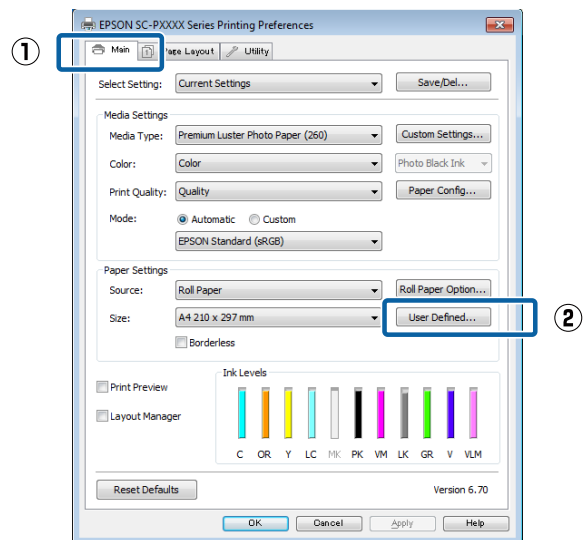 EPSON SC-PXXXX Series Printing Preferences
①
Main
Page Layout
Utility
Select Setting:
Current Settings
Save/Del...
Media Settings
Media Type:
Premium Luster Photo Paper (260)
Custom Settings...
Color:
Color
Photo Black Ink
Print Quality:
Quality
Paper Config...
Mode:
Automatic
Custom
EPSON Standard (sRGB)
Paper Settings
Source:
Roll Paper
Roll Paper Option...
Size:
A4 210 x 297 mm
User Defined...
②
Borderless
Print Preview
Layout Manager
Ink Levels
C OR Y LC MK PK VM LK GR V VLM
Reset Defaults
Version 6.70
OK
Cancel
Apply
Help